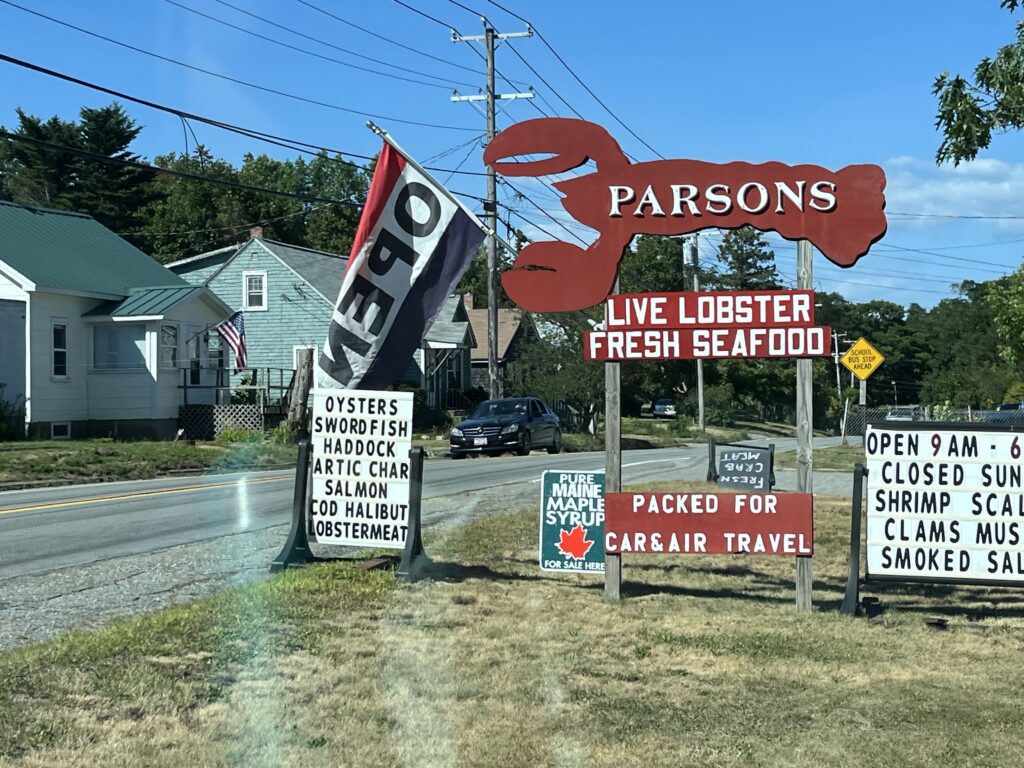 OPEN
PARSONS
LIVE LOBSTER
FRESH SEAFOOD
SCHOOL
BUS STOP
AHEAD
OYSTERS
SWORDFISH
HADDOCK
ARTIC CHAR
SALMON
COD HALIBUT
LOBSTERMEAT
PURE
MAINE
MAPLE
SYRUP
FOR SALE HERE
FRESH
CRAB
MEAT
PACKED FOR
CAR&AIR TRAVEL
OPEN 9 AM - 6
CLOSED SUN
SHRIMP SCAL
CLAMS MUS
SMOKED SAL